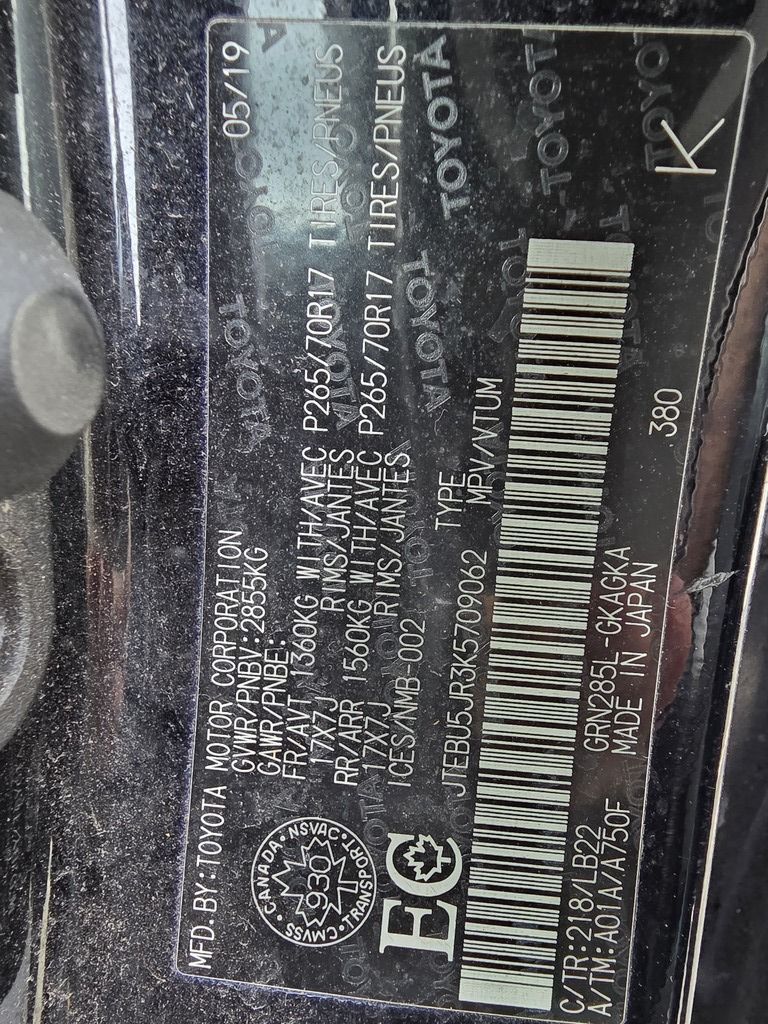 MFD.BY:TOYOTA MOTOR CORPORATION 05/19
GVWR/PNBV:2855KG
GAWR/PNBE:
FR/AVT 1360KG WITH/AVEC P265/70R17 TIRES/PNEUS
17X7J RIMS/JANTES
RR/ARR 1560KG WITH/AVEC P265/70R17 TIRES/PNEUS
17X7J RIMS/JANTES
ICES/NMB-002
CANADA · NSVAC · TRANSPORT · CMVSS
930
EC
JTEBU5JR3K5709062 TYPE MPV/VTUM
C/TR:218/LB22 GRN285L-GKAGKA 380 K
A/TM:A01A/A750F MADE IN JAPAN
TOYOTA